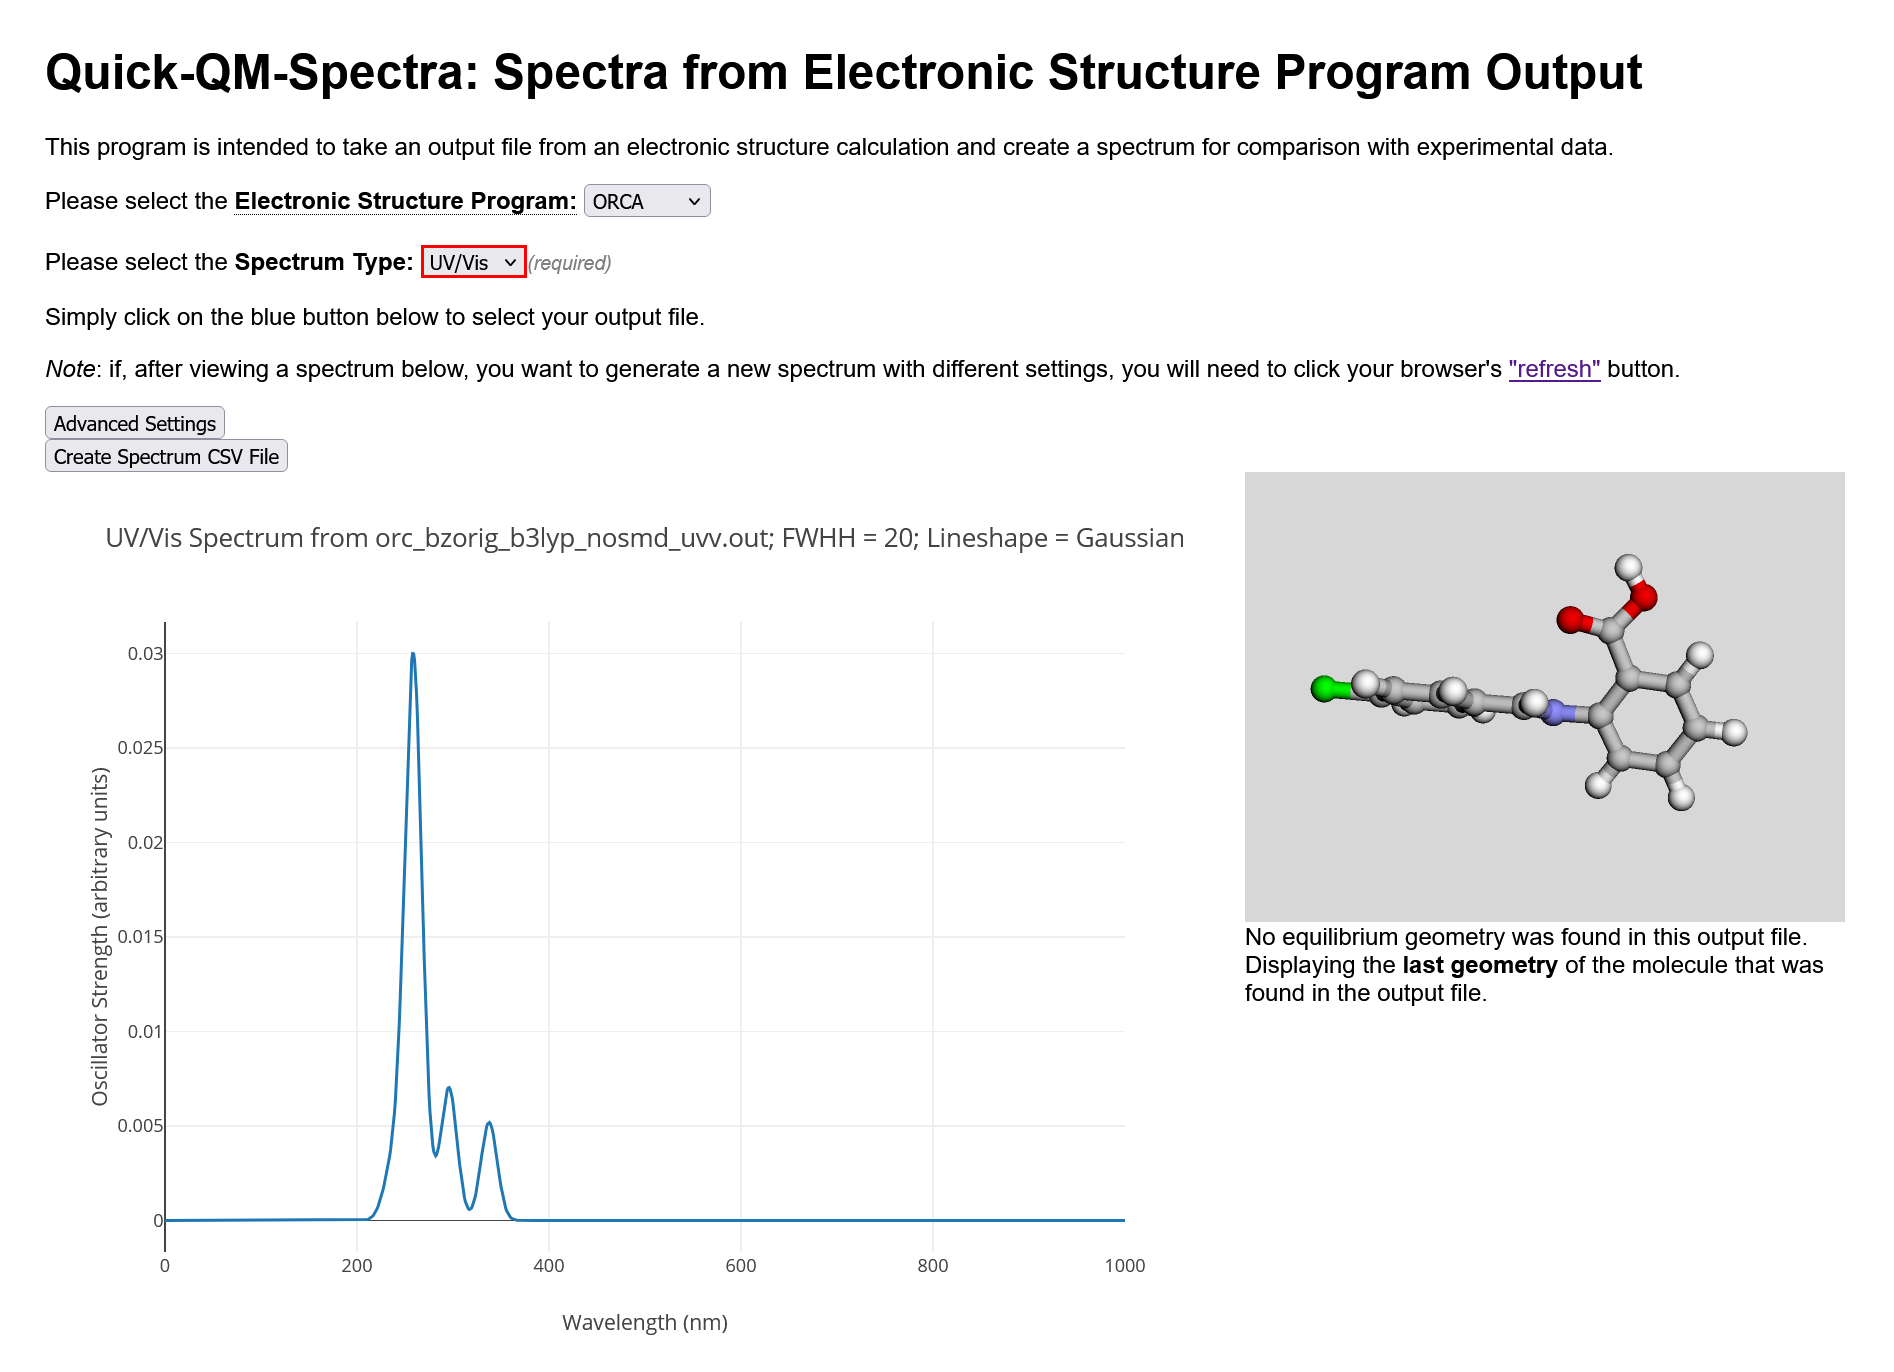 Quick-QM-Spectra: Spectra from Electronic Structure Program Output
This program is intended to take an output file from an electronic structure calculation and create a spectrum for comparison with experimental data.
Please select the Electronic Structure Program: ORCA
Please select the Spectrum Type: UV/Vis (required)
Simply click on the blue button below to select your output file.
Note: if, after viewing a spectrum below, you want to generate a new spectrum with different settings, you will need to click your browser's "refresh" button.
Advanced Settings
Create Spectrum CSV File
UV/Vis Spectrum from orc_bzorig_b3lyp_nosmd_uvv.out; FWHH = 20; Lineshape = Gaussian
Oscillator Strength (arbitrary units)
0.03
0.025
0.02
0.015
0.01
0.005
0
0 200 400 600 800 1000
Wavelength (nm)
No equilibrium geometry was found in this output file.
Displaying the last geometry of the molecule that was
found in the output file.